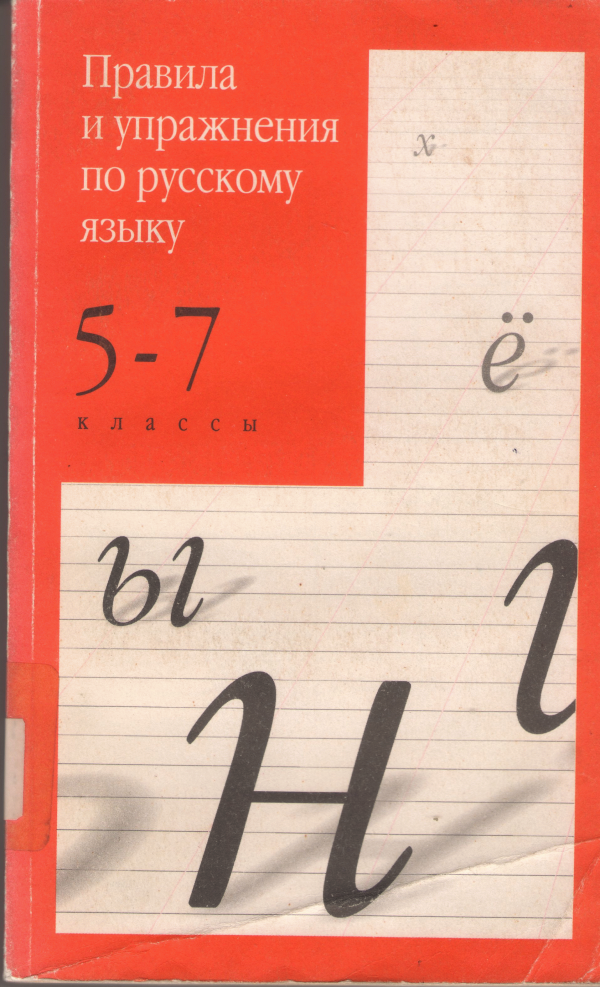 Правила
и упражнения
по русскому
языку
5-7
классы
х
ё
ы
н